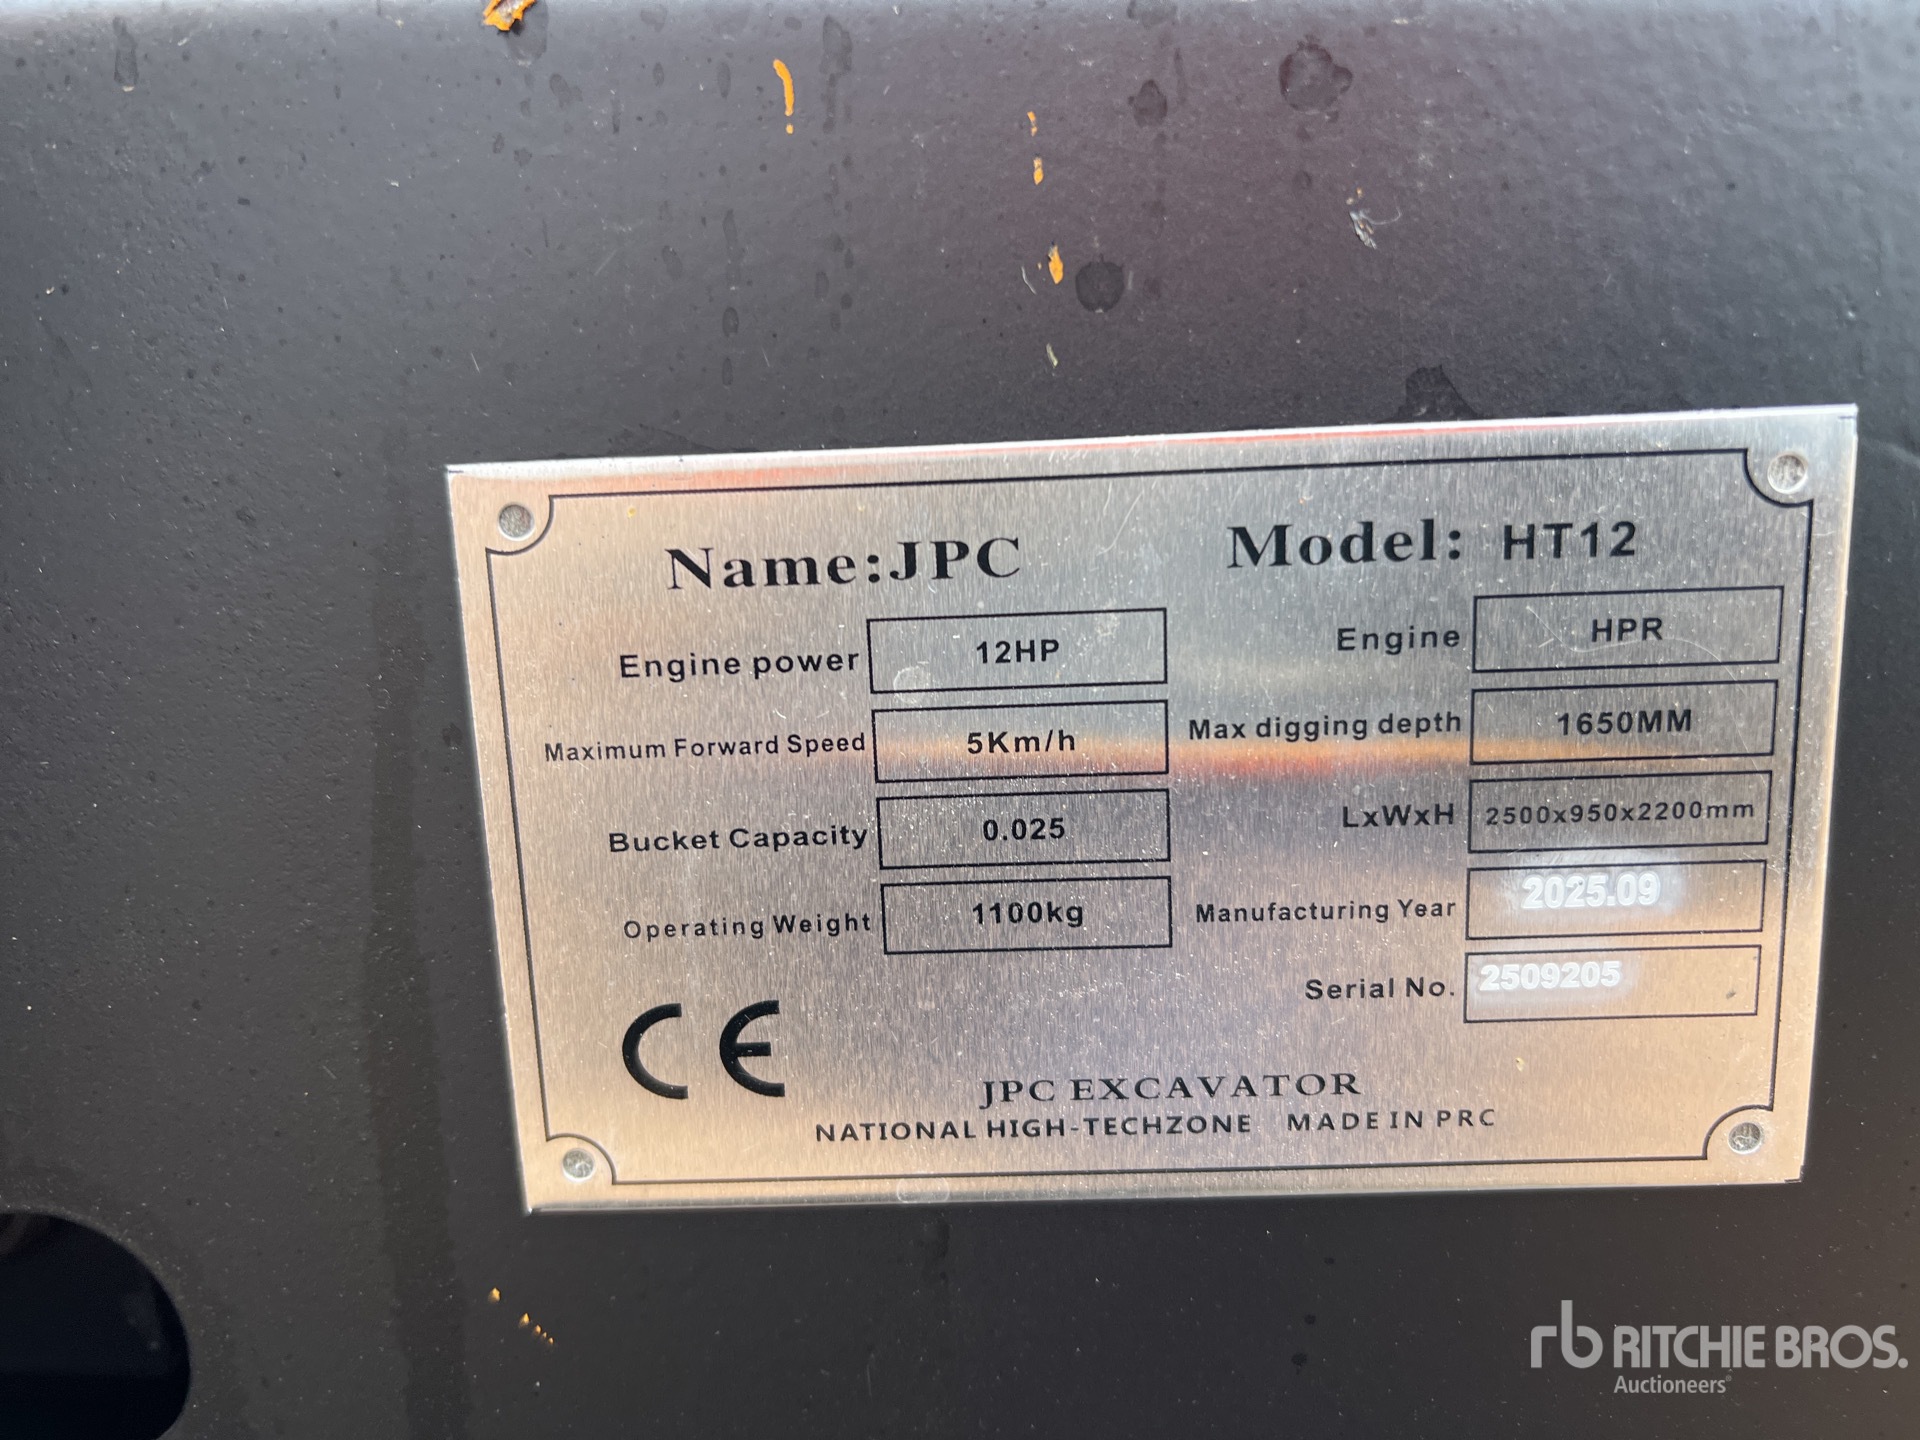 Name:JPC Model: HT12
Engine power 12HP Engine HPR
Maximum Forward Speed 5Km/h Max digging depth 1650MM
Bucket Capacity 0.025 LxWxH 2500x950x2200mm
Operating Weight 1100kg Manufacturing Year 2025.09
Serial No. 2509205
CE
JPC EXCAVATOR
NATIONAL HIGH-TECHZONE MADE IN PRC
rb RITCHIE BROS.
Auctioneers